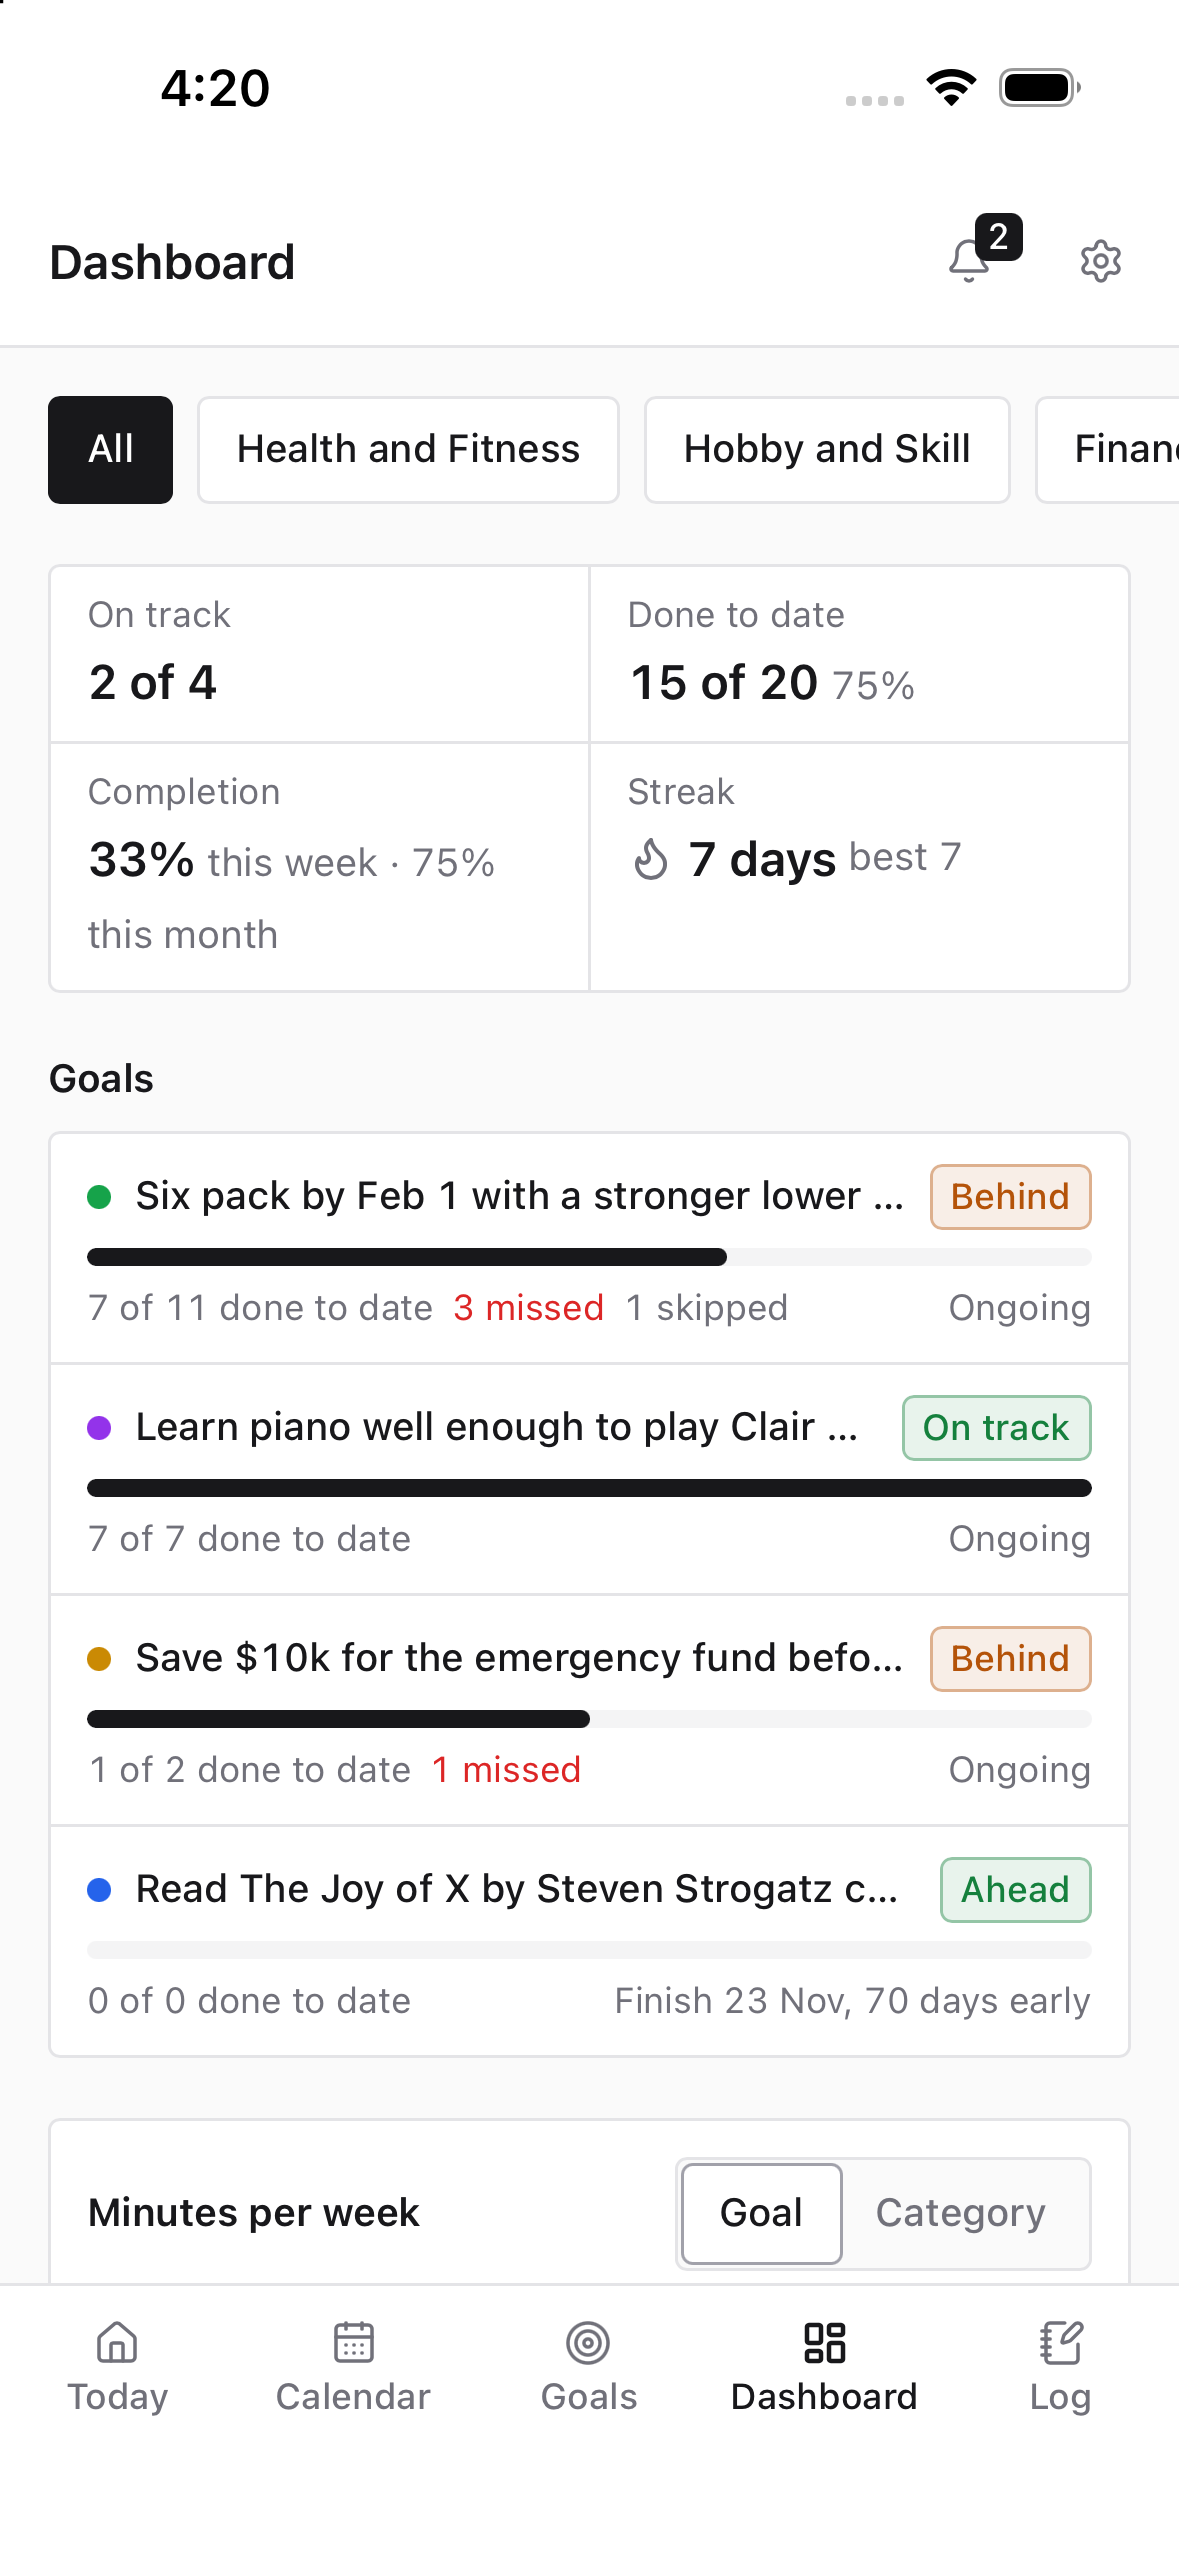 4:20
Dashboard
2
All
Health and Fitness
Hobby and Skill
Financ
On track
2 of 4
Done to date
15 of 20 75%
Completion
33% this week · 75%
this month
Streak
7 days best 7
Goals
Six pack by Feb 1 with a stronger lower ...
Behind
7 of 11 done to date 3 missed 1 skipped
Ongoing
Learn piano well enough to play Clair ...
On track
7 of 7 done to date
Ongoing
Save $10k for the emergency fund befo...
Behind
1 of 2 done to date 1 missed
Ongoing
Read The Joy of X by Steven Strogatz c...
Ahead
0 of 0 done to date
Finish 23 Nov, 70 days early
Minutes per week
Goal
Category
Today
Calendar
Goals
Dashboard
Log